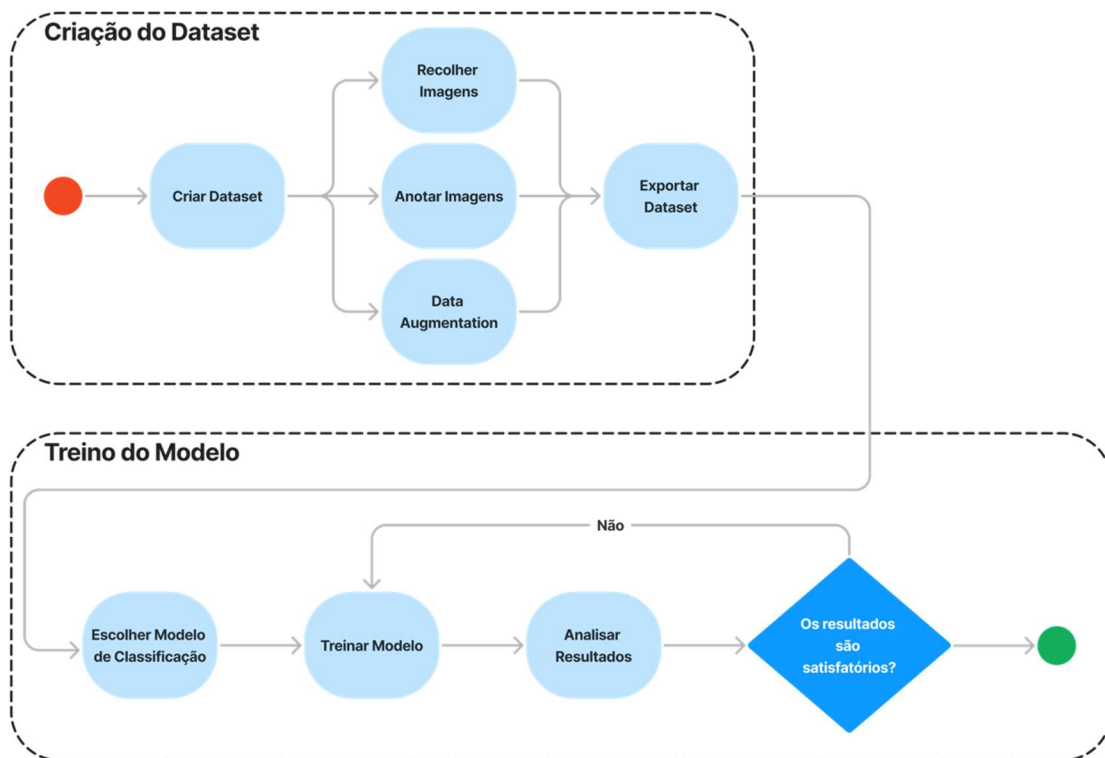 Criação do Dataset
Recolher
Imagens
Criar Dataset
Anotar Imagens
Exportar
Dataset
Data
Augmentation
Treino do Modelo
Não
Escolher Modelo
de Classificação
Treinar Modelo
Analisar
Resultados
Os resultados
são
satisfatórios?